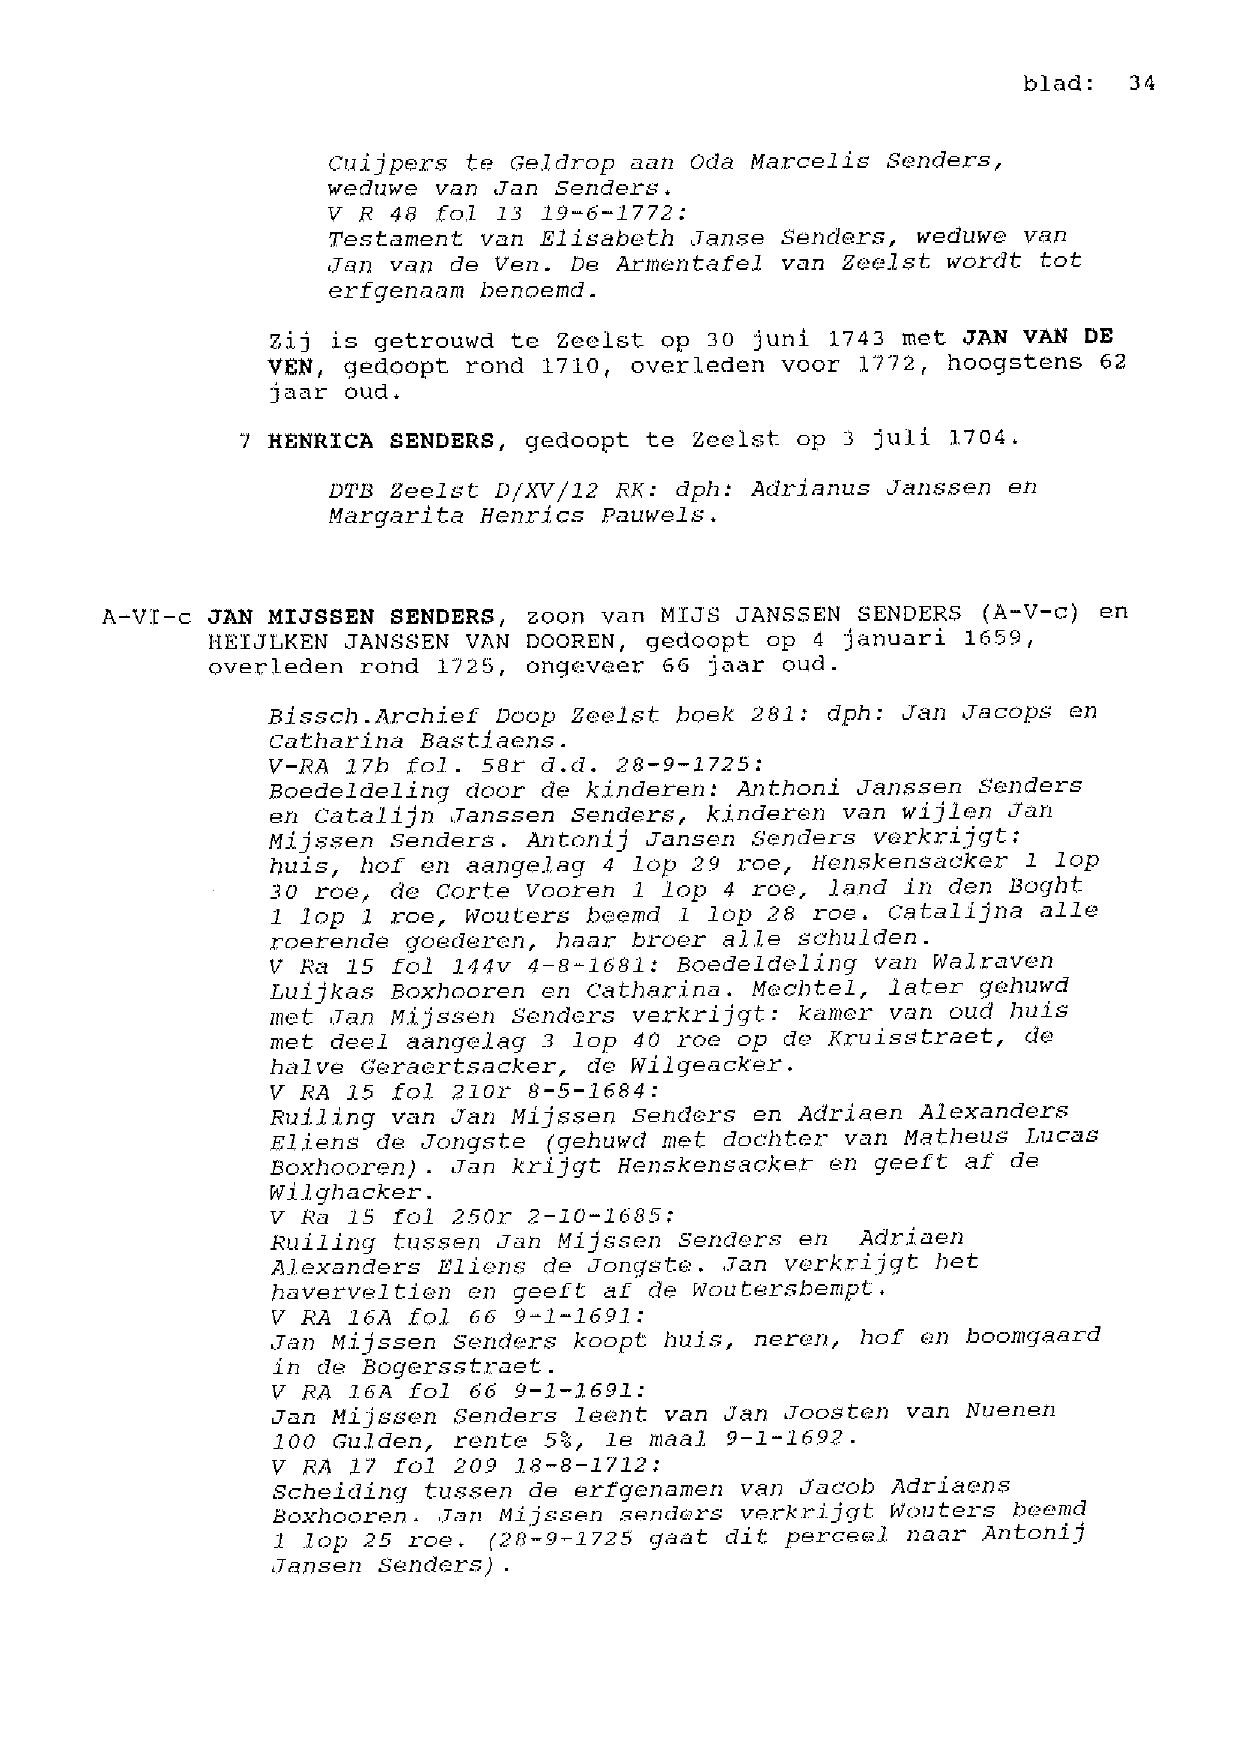 blad: 34
Cuijpers te Geldrop aan Oda Marcelis Senders,
weduwe van Jan Senders.
V R 48 fol 13 19-6-1772:
Testament van Elisabeth Janse Senders, weduwe van
Jan van de Ven. De Armentafel van Zeelst wordt tot
erfgenaam benoemd.
Zij is getrouwd te Zeelst op 30 juni 1743 met JAN VAN DE
VEN, gedoopt rond 1710, overleden voor 1772, hoogstens 62
jaar oud.
7 HENRICA SENDERS, gedoopt te Zeelst op 3 juli 1704.
DTB Zeelst D/XV/12 RK: dph: Adrianus Janssen en
Margarita Henrics Pauwels.
A-VI-c JAN MIJSSEN SENDERS, zoon van MIJS JANSSEN SENDERS (A-V-c) en
HEIJLKEN JANSSEN VAN DOOREN, gedoopt op 4 januari 1659,
overleden rond 1725, ongeveer 66 jaar oud.
Bissch.Archief Doop Zeelst boek 281: dph: Jan Jacops en
Catharina Bastiaens.
V-RA 17b fol. 58r d.d. 28-9-1725:
Boedeldeling door de kinderen: Anthoni Janssen Senders
en Catalijn Janssen Senders, kinderen van wijlen Jan
Mijssen Senders. Antonij Jansen Senders verkrijgt:
huis, hof en aangelag 4 lop 29 roe, Henskensacker 1 lop
30 roe, de Corte Vooren 1 lop 4 roe, land in den Boght
1 lop 1 roe, Wouters beemd 1 lop 28 roe. Catalijna alle
roerende goederen, haar broer alle schulden.
V Ra 15 fol 144v 4-8-1681: Boedeldeling van Walraven
Luijkas Boxhooren en Catharina. Mechtel, later gehuwd
met Jan Mijssen Senders verkrijgt: kamer van oud huis
met deel aangelag 3 lop 40 roe op de Kruisstraet, de
halve Geraertsacker, de Wilgeacker.
V RA 15 fol 210r 8-5-1684:
Ruiling van Jan Mijssen Senders en Adriaen Alexanders
Eliens de Jongste (gehuwd met dochter van Matheus Lucas
Boxhooren). Jan krijgt Henskensacker en geeft af de
Wilghacker.
V Ra 15 fol 250r 2-10-1685:
Ruiling tussen Jan Mijssen Senders en Adriaen
Alexanders Eliens de Jongste. Jan verkrijgt het
haverveltien en geeft af de Woutersbempt.
V RA 16A fol 66 9-1-1691:
Jan Mijssen Senders koopt huis, neren, hof en boomgaard
in de Bogersstraet.
V RA 16A fol 66 9-1-1691:
Jan Mijssen Senders leent van Jan Joosten van Nuenen
100 Gulden, rente 5%, 1e maal 9-1-1692.
V RA 17 fol 209 18-8-1712:
Scheiding tussen de erfgenamen van Jacob Adriaens
Boxhooren. Jan Mijssen senders verkrijgt Wouters beemd
1 lop 25 roe. (28-9-1725 gaat dit perceel naar Antonij
Jansen Senders).